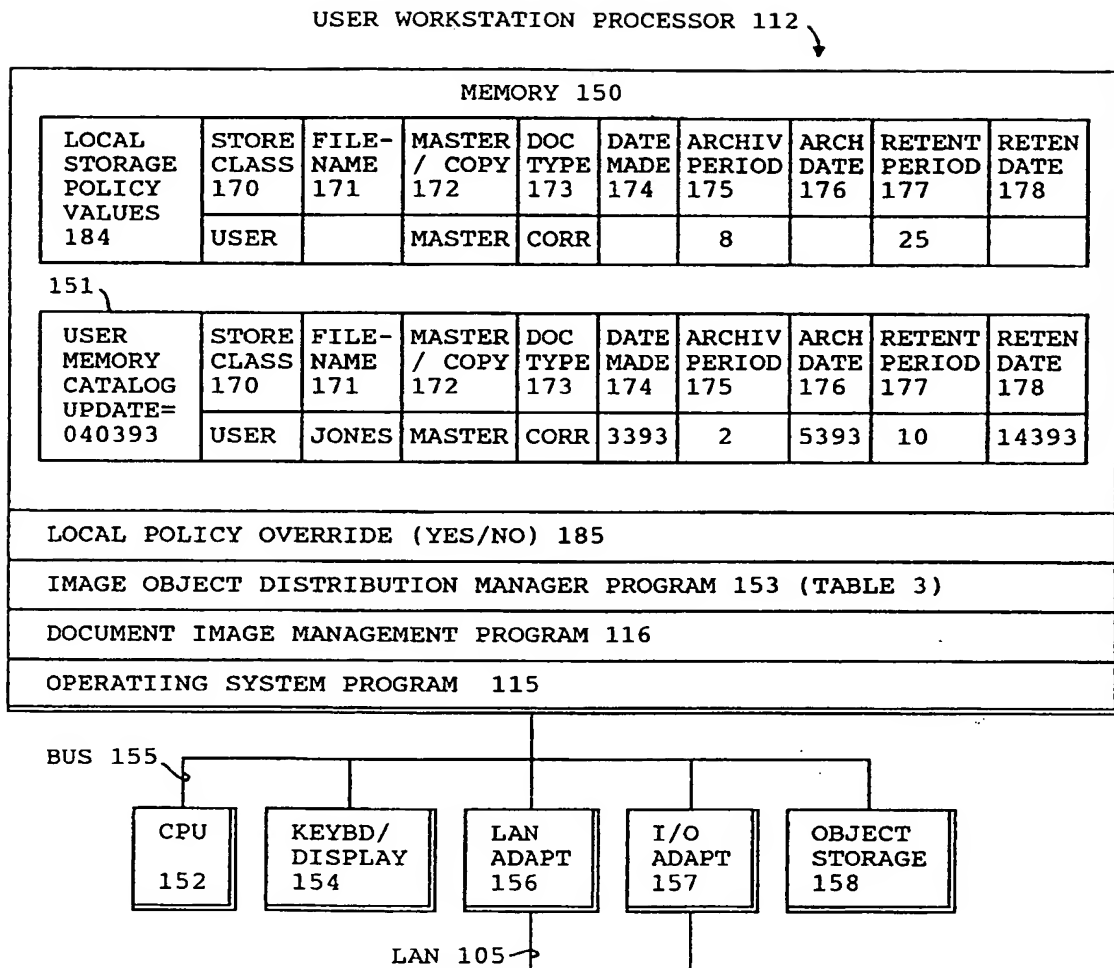 USER WORKSTATION PROCESSOR 112
MEMORY 150
LOCAL STORAGE POLICY VALUES 184
STORE CLASS 170
FILE- NAME 171
MASTER / COPY 172
DOC TYPE 173
DATE MADE 174
ARCHIV PERIOD 175
ARCH DATE 176
RETENT PERIOD 177
RETEN DATE 178
USER MASTER CORR 8 25
151
USER MEMORY CATALOG UPDATE= 040393
STORE CLASS 170
FILE- NAME 171
MASTER / COPY 172
DOC TYPE 173
DATE MADE 174
ARCHIV PERIOD 175
ARCH DATE 176
RETENT PERIOD 177
RETEN DATE 178
USER JONES MASTER CORR 3393 2 5393 10 14393
LOCAL POLICY OVERRIDE (YES/NO) 185
IMAGE OBJECT DISTRIBUTION MANAGER PROGRAM 153 (TABLE 3)
DOCUMENT IMAGE MANAGEMENT PROGRAM 116
OPERATIING SYSTEM PROGRAM 115
BUS 155
CPU 152
KEYBD/ DISPLAY 154
LAN ADAPT 156
I/O ADAPT 157
OBJECT STORAGE 158
LAN 105